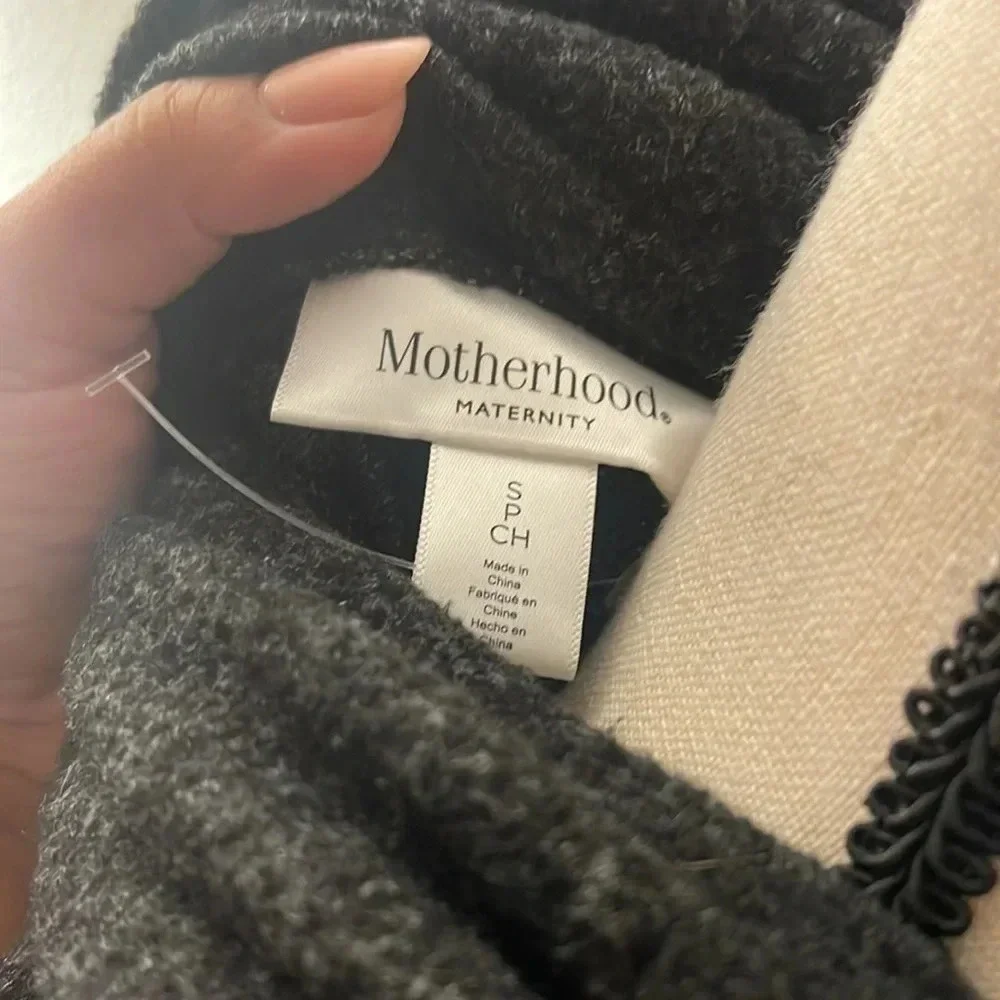 Motherhood®
MATERNITY
S
P
CH
Made in
China
Fabriqué en
Chine
Hecho en
China